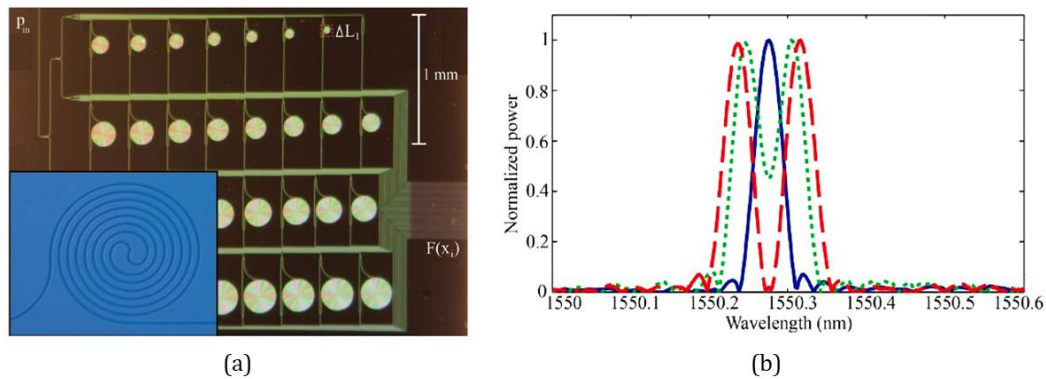 p_in
ΔL_1
1 mm
F(x_i)
(a)
Normalized power
1
0.8
0.6
0.4
0.2
0
1550
1550.1
1550.2
1550.3
1550.4
1550.5
1550.6
Wavelength (nm)
(b)